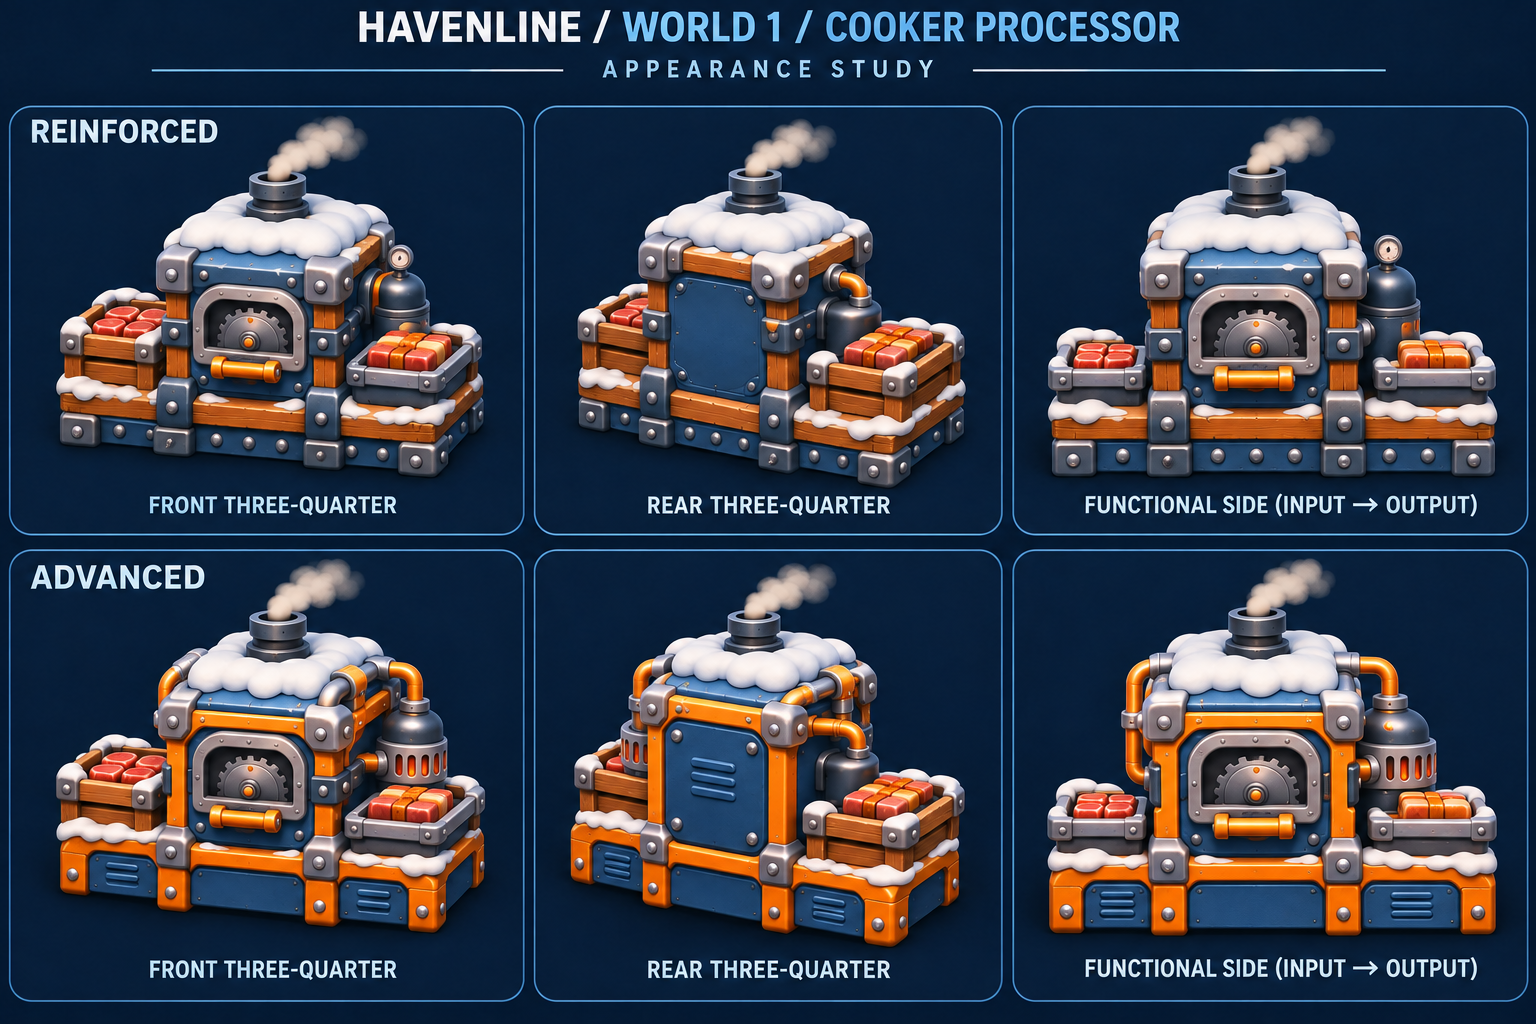 HAVENLINE / WORLD 1 / COOKER PROCESSOR
APPEARANCE STUDY
REINFORCED
FRONT THREE-QUARTER
REAR THREE-QUARTER
FUNCTIONAL SIDE (INPUT → OUTPUT)
ADVANCED
FRONT THREE-QUARTER
REAR THREE-QUARTER
FUNCTIONAL SIDE (INPUT → OUTPUT)